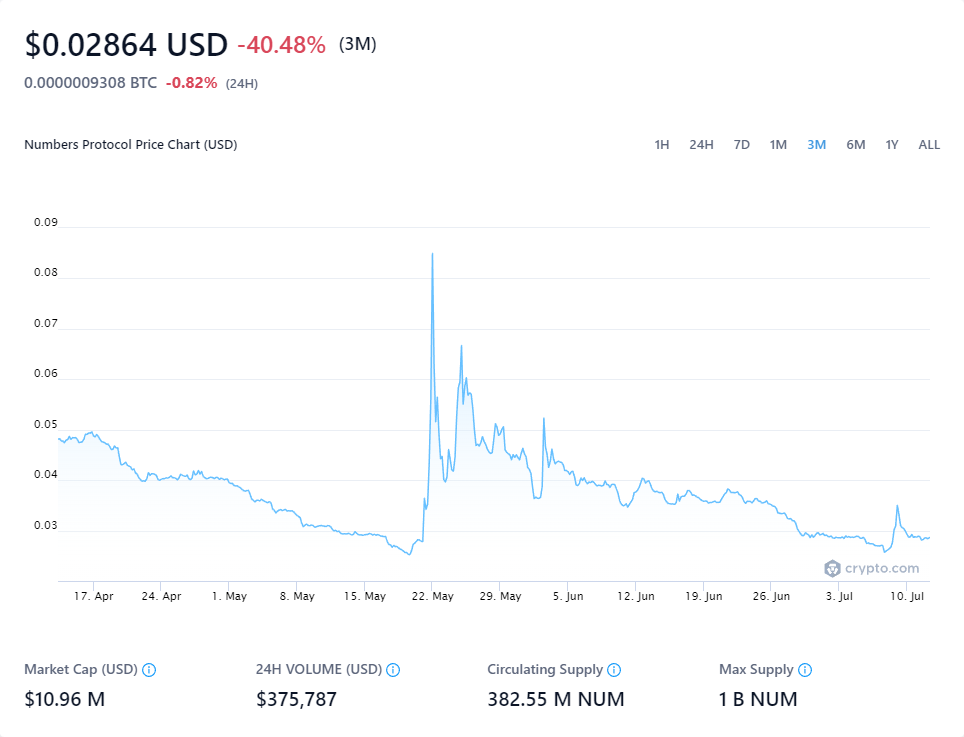 $0.02864 USD -40.48% (3M)
0.0000009308 BTC -0.82% (24H)
Numbers Protocol Price Chart (USD) 1H 24H 7D 1M 3M 6M 1Y ALL
0.09
0.08
0.07
0.06
0.05
0.04
0.03
crypto.com
17. Apr 24. Apr 1. May 8. May 15. May 22. May 29. May 5. Jun 12. Jun 19. Jun 26. Jun 3. Jul 10. Jul
Market Cap (USD) 24H VOLUME (USD) Circulating Supply Max Supply
$10.96 M $375,787 382.55 M NUM 1 B NUM